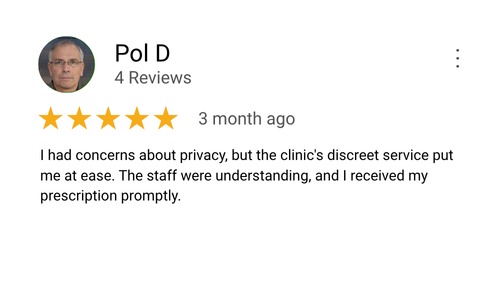 Pol D
4 Reviews
3 month ago
I had concerns about privacy, but the clinic's discreet service put
me at ease. The staff were understanding, and I received my
prescription promptly.